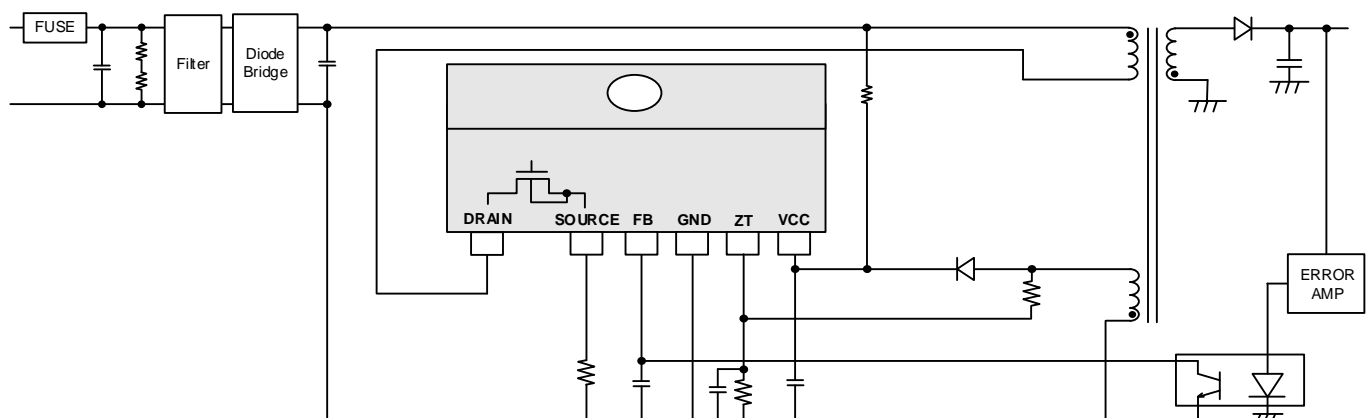 FUSE
Filter
Diode
Bridge
DRAIN
SOURCE
FB
GND
ZT
VCC
ERROR
AMP